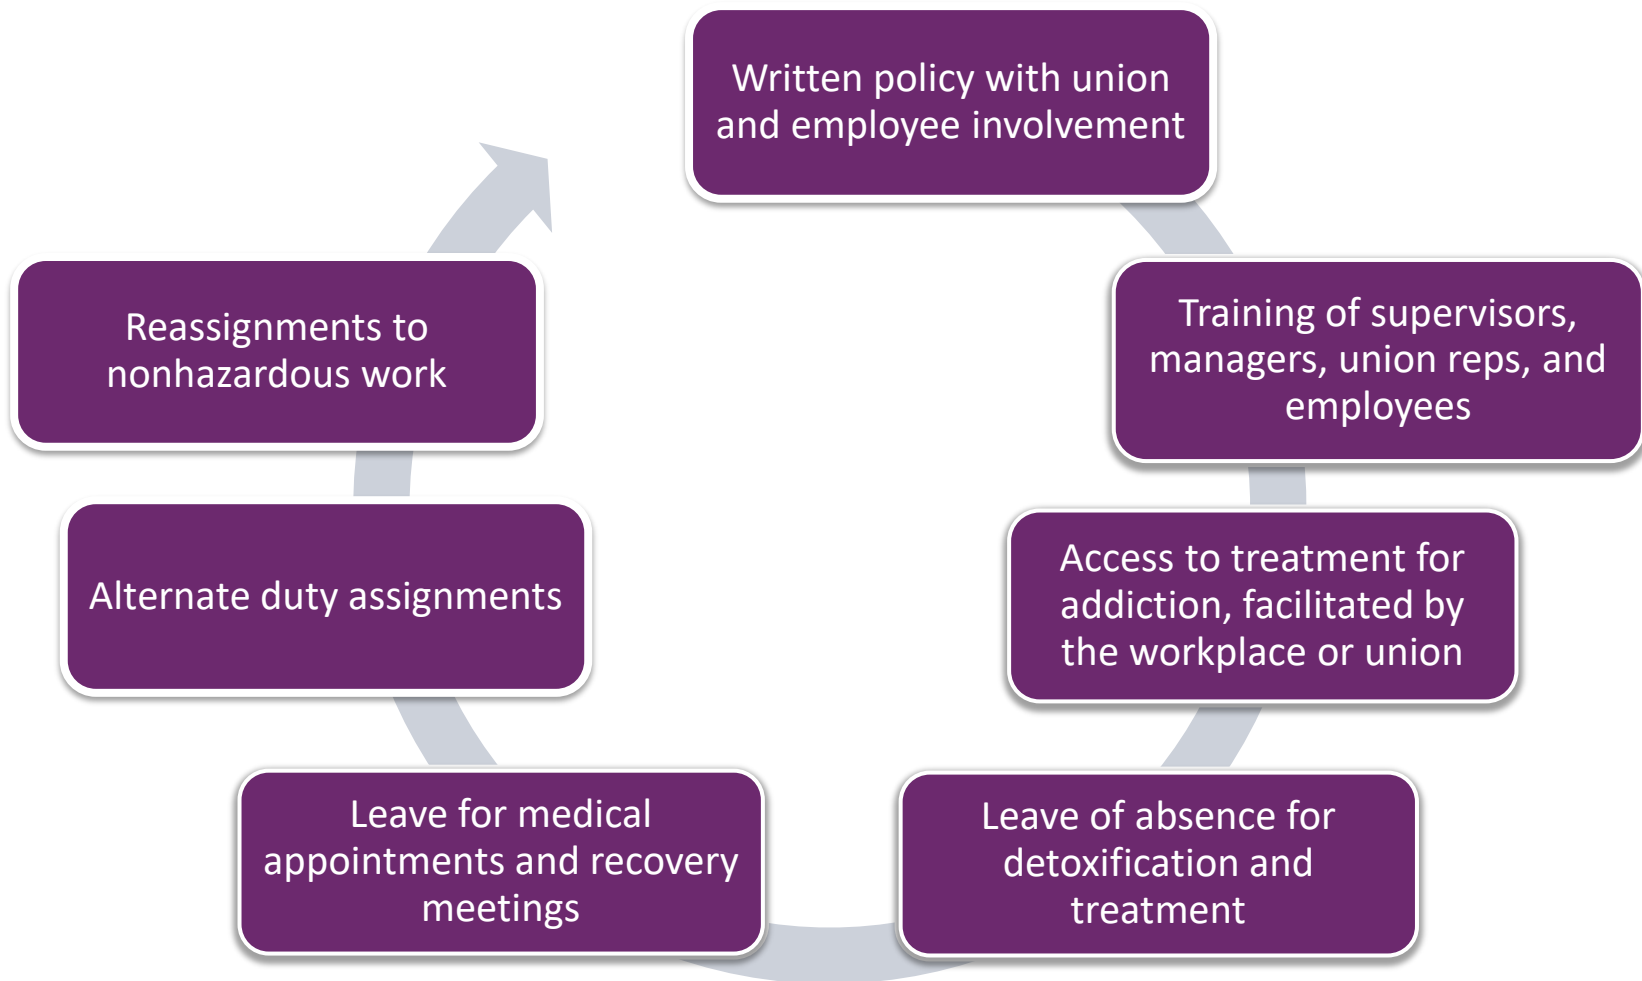 Written policy with union
and employee involvement
Training of supervisors,
managers, union reps, and
employees
Access to treatment for
addiction, facilitated by
the workplace or union
Leave of absence for
detoxification and
treatment
Leave for medical
appointments and recovery
meetings
Alternate duty assignments
Reassignments to
nonhazardous work